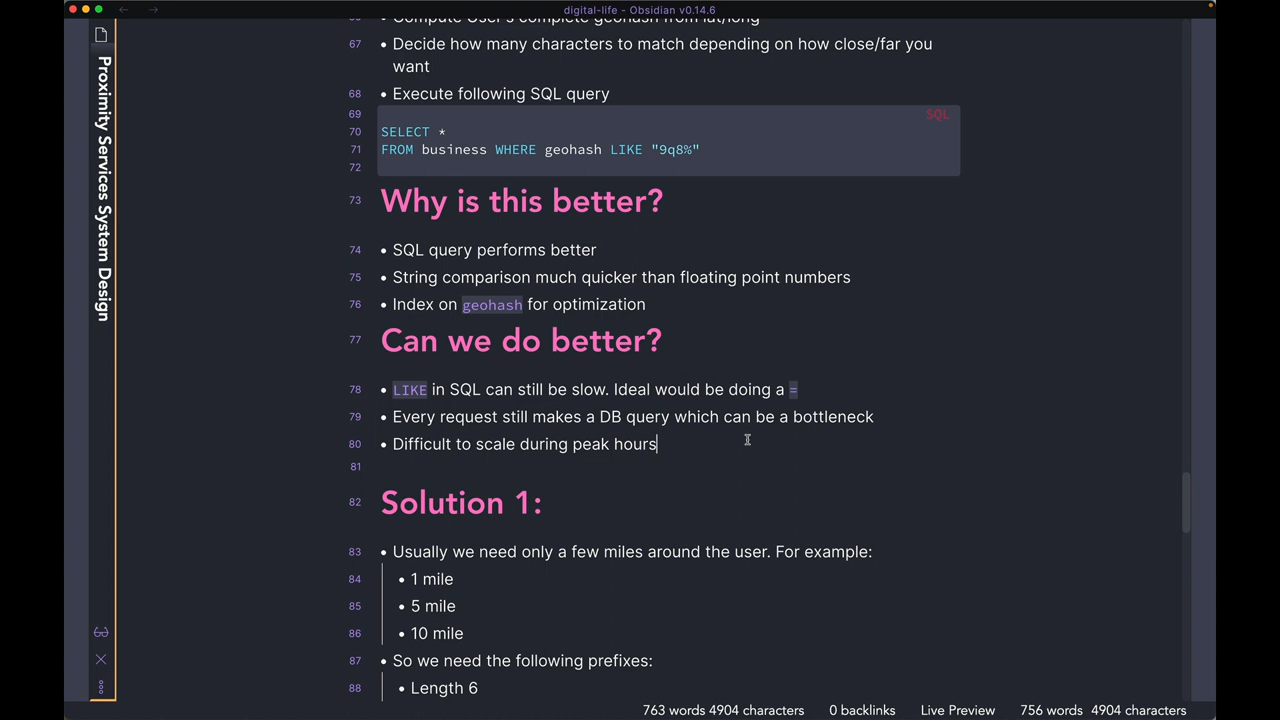 digital-life - Obsidian v0.14.6
Proximity Services System Design
Compute User's complete geohash from lat/long
67 • Decide how many characters to match depending on how close/far you
want
68 • Execute following SQL query
69 SQL
70 SELECT *
71 FROM business WHERE geohash LIKE "9q8%"
72
73 Why is this better?
74 • SQL query performs better
75 • String comparison much quicker than floating point numbers
76 • Index on geohash for optimization
77 Can we do better?
78 • LIKE in SQL can still be slow. Ideal would be doing a =
79 • Every request still makes a DB query which can be a bottleneck
80 • Difficult to scale during peak hours
81
82 Solution 1:
83 • Usually we need only a few miles around the user. For example:
84 • 1 mile
85 • 5 mile
86 • 10 mile
87 • So we need the following prefixes:
88 • Length 6
763 words 4904 characters 0 backlinks Live Preview 756 words 4904 characters